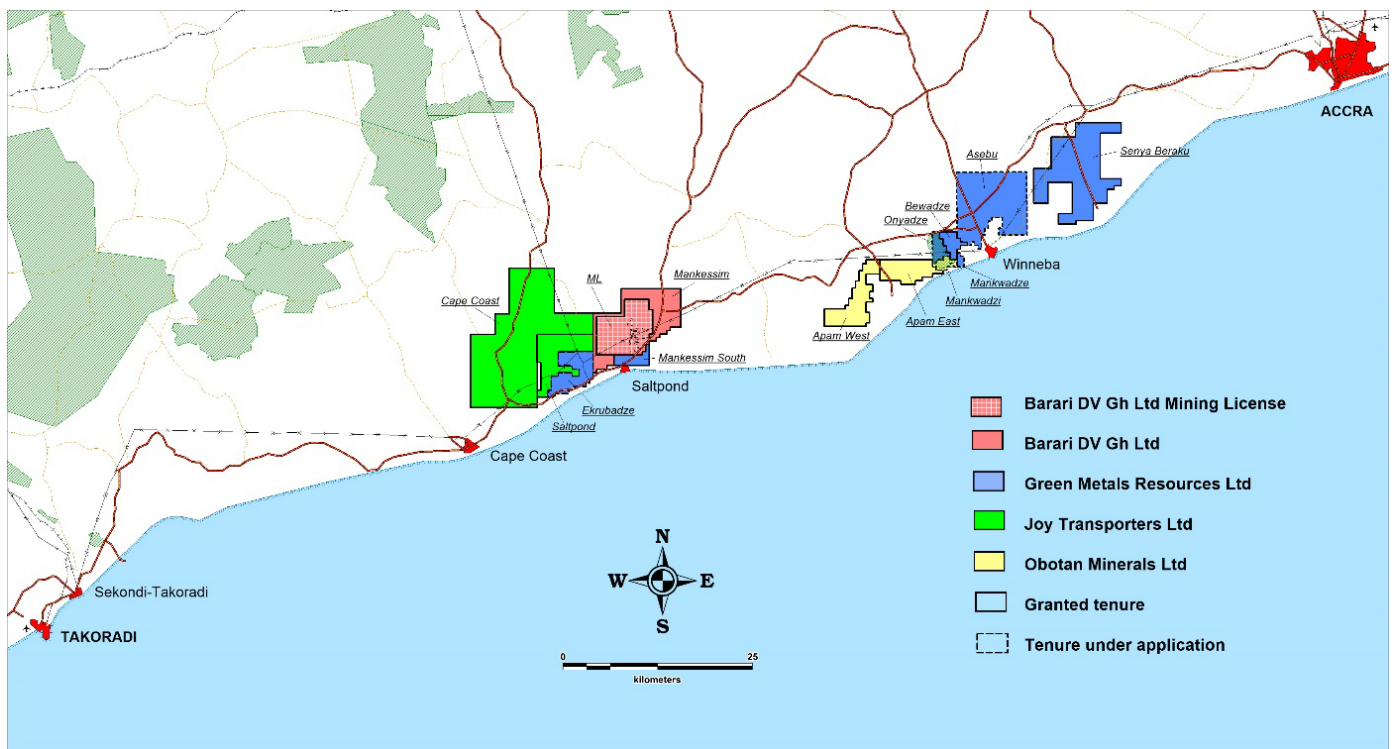 ACCRA
Asebu
Senya Beraku
Bewadze
Onyadze
Winneba
Mankwadze
Mankwadzi
Apam East
Apam West
ML
Mankessim
Cape Coast
Mankessim South
Saltpond
Ekrubadze
Saltpond
Cape Coast
Sekondi-Takoradi
TAKORADI
N
W
E
S
0
25
kilometers
Barari DV Gh Ltd Mining License
Barari DV Gh Ltd
Green Metals Resources Ltd
Joy Transporters Ltd
Obotan Minerals Ltd
Granted tenure
Tenure under application